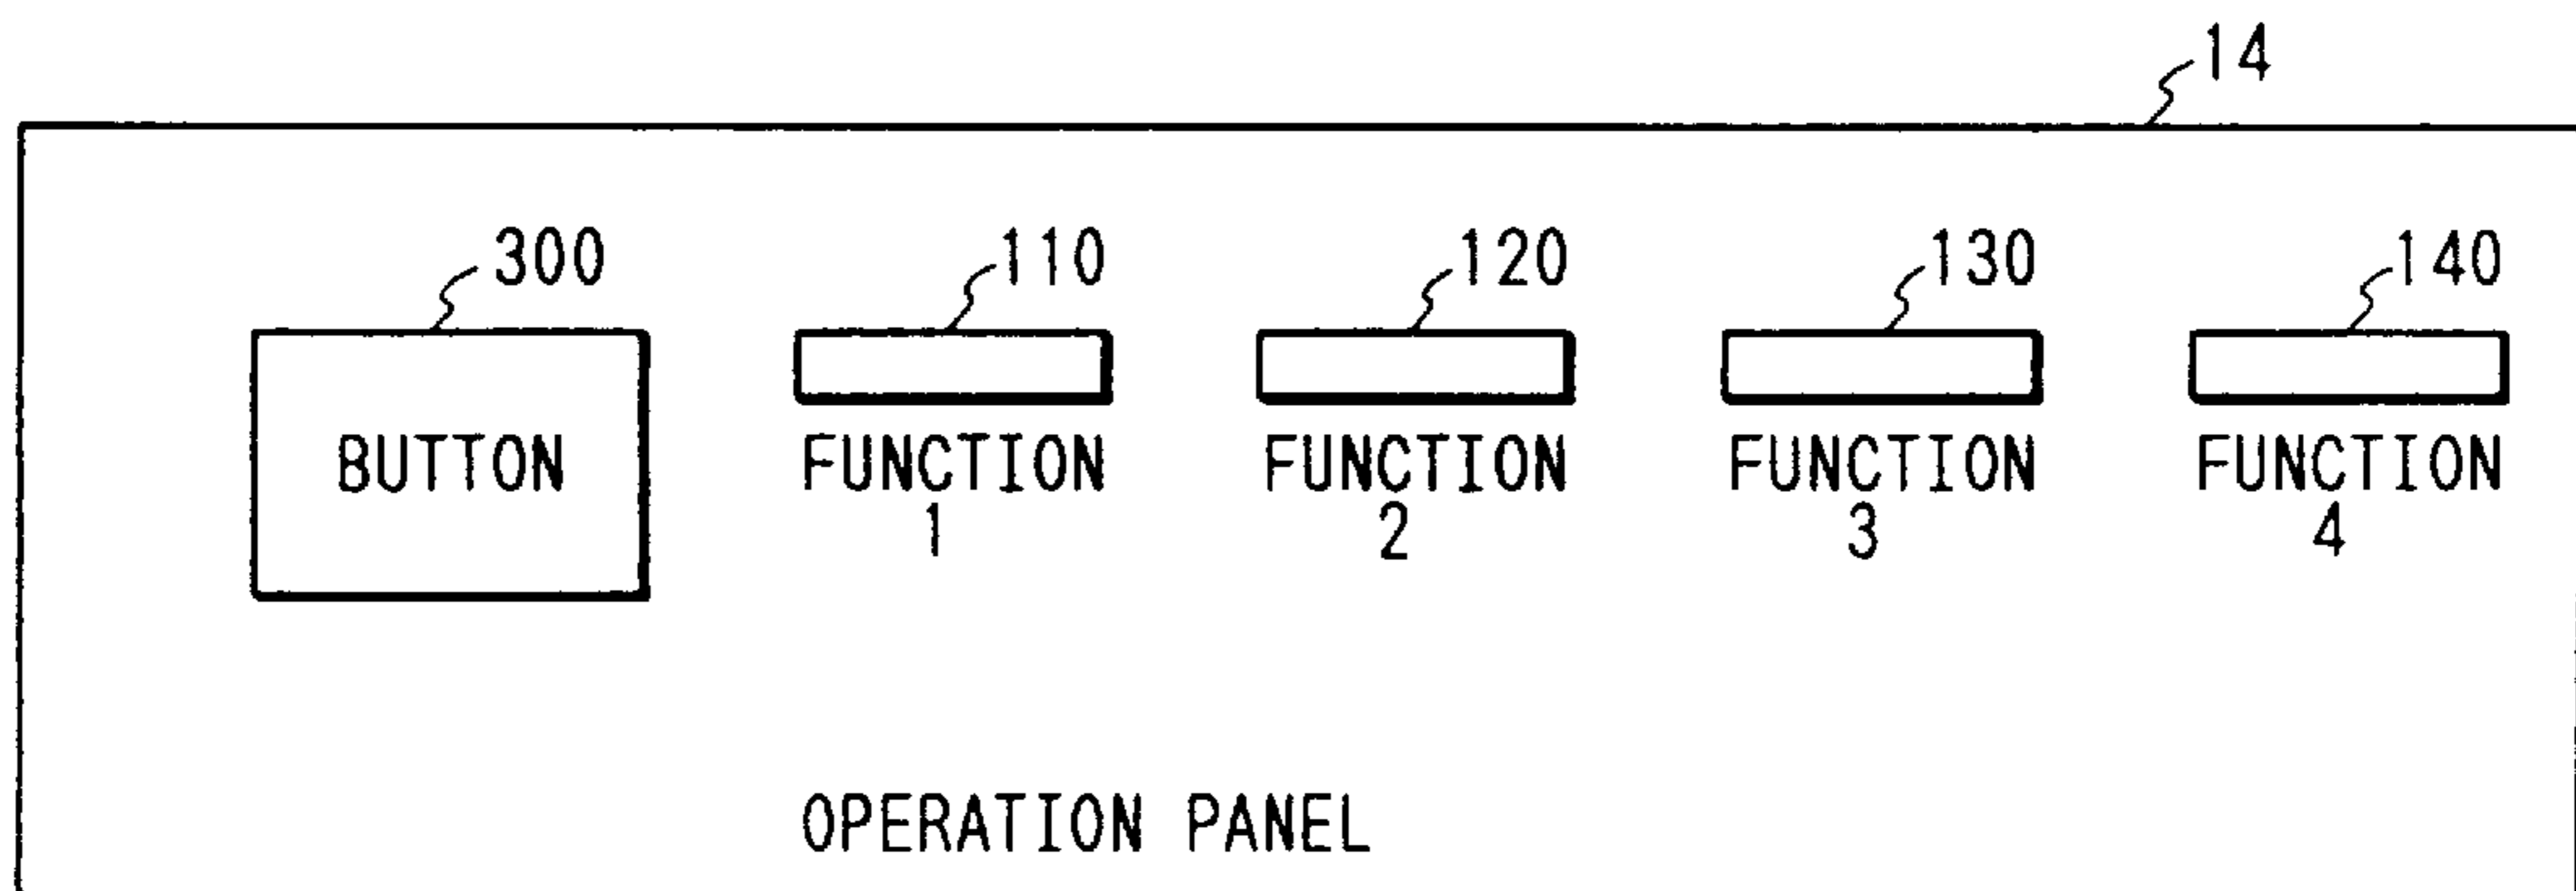 14
300 110 120 130 140
BUTTON FUNCTION FUNCTION FUNCTION FUNCTION
1 2 3 4
OPERATION PANEL